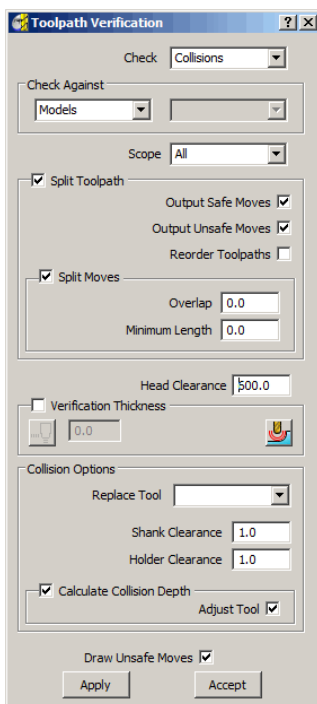 Toolpath Verification
Check Collisions
Check Against
Models
Scope All
Split Toolpath
Output Safe Moves
Output Unsafe Moves
Reorder Toolpaths
Split Moves
Overlap 0.0
Minimum Length 0.0
Head Clearance 500.0
Verification Thickness
0.0
Collision Options
Replace Tool
Shank Clearance 1.0
Holder Clearance 1.0
Calculate Collision Depth
Adjust Tool
Draw Unsafe Moves
Apply Accept